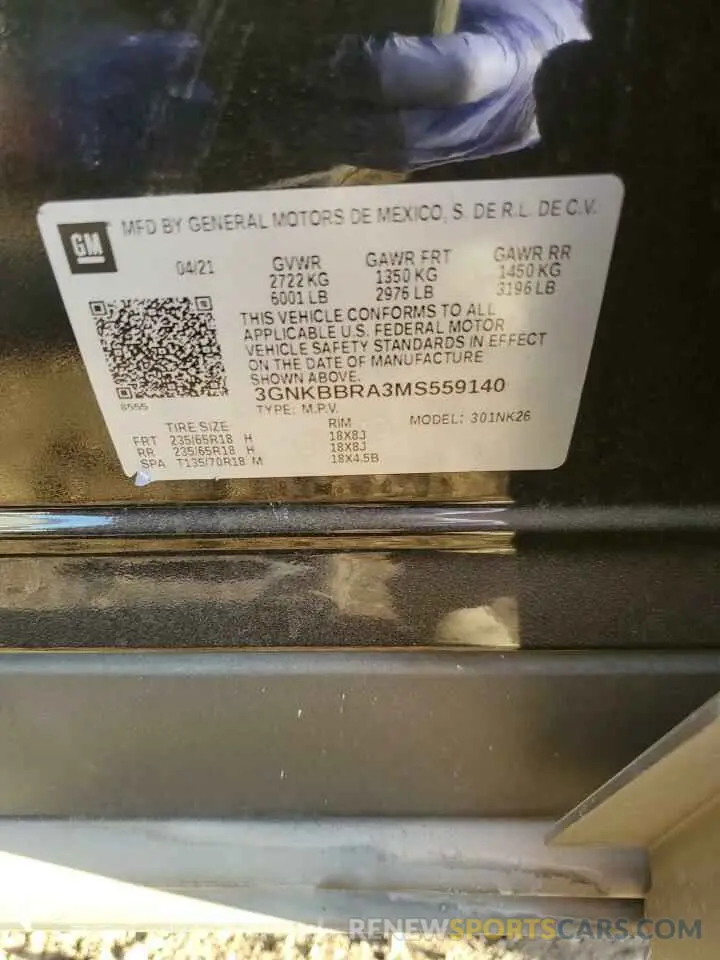 GM
MFD BY GENERAL MOTORS DE MEXICO, S. DE R.L. DE C.V.
04/21 GVWR GAWR FRT GAWR RR
2722 KG 1350 KG 1450 KG
6001 LB 2976 LB 3196 LB
THIS VEHICLE CONFORMS TO ALL
APPLICABLE U.S. FEDERAL MOTOR
VEHICLE SAFETY STANDARDS IN EFFECT
ON THE DATE OF MANUFACTURE
SHOWN ABOVE.
3GNKBBRA3MS559140
8555
TYPE: M.P.V. MODEL: 301NK26
TIRE SIZE RIM
FRT 235/65R18 H 18X8J
RR 235/65R18 H 18X8J
SPA T135/70R18 M 18X4.5B
RENEWSPORTSCARS.COM